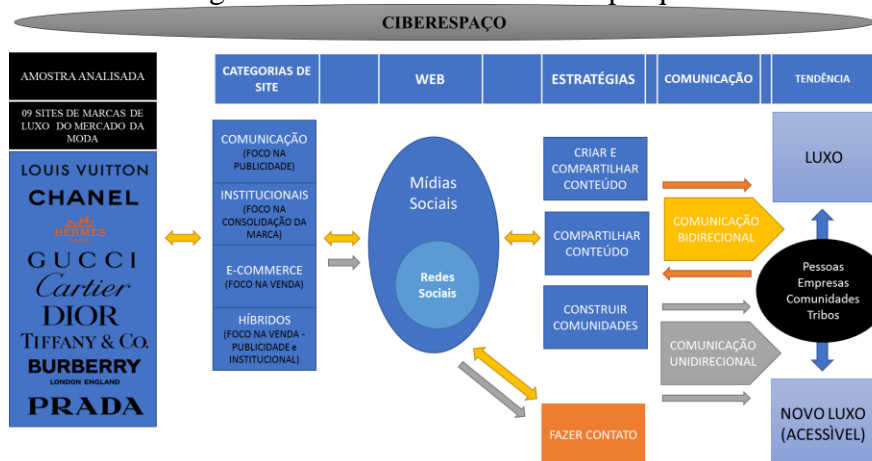 CIBERESPAÇO
AMOSTRA ANALISADA
09 SITES DE MARCAS DE
LUXO DO MERCADO DA
MODA
LOUIS VUITTON
CHANEL
HERMÈS
PARIS
GUCCI
Cartier
DIOR
TIFFANY & CO.
BURBERRY
LONDON ENGLAND
PRADA
CATEGORIAS DE
SITE
COMUNICAÇÃO
(FOCO NA
PUBLICIDADE)
INSTITUCIONAIS
(FOCO NA
CONSOLIDAÇÃO DA
MARCA)
E-COMMERCE
(FOCO NA VENDA)
HÍBRIDOS
(FOCO NA VENDA -
PUBLICIDADE e
INSTITUCIONAL)
WEB
Mídias
Sociais
Redes
Sociais
ESTRATÉGIAS
CRIAR E
COMPARTILHAR
CONTEÚDO
COMPARTILHAR
CONTEÚDO
CONSTRUIR
COMUNIDADES
FAZER CONTATO
COMUNICAÇÃO
COMUNICAÇÃO
BIDIRECIONAL
COMUNICAÇÃO
UNIDIRECIONAL
TENDÊNCIA
LUXO
Pessoas
Empresas
Comunidades
Tribos
NOVO LUXO
(ACESSÌVEL)